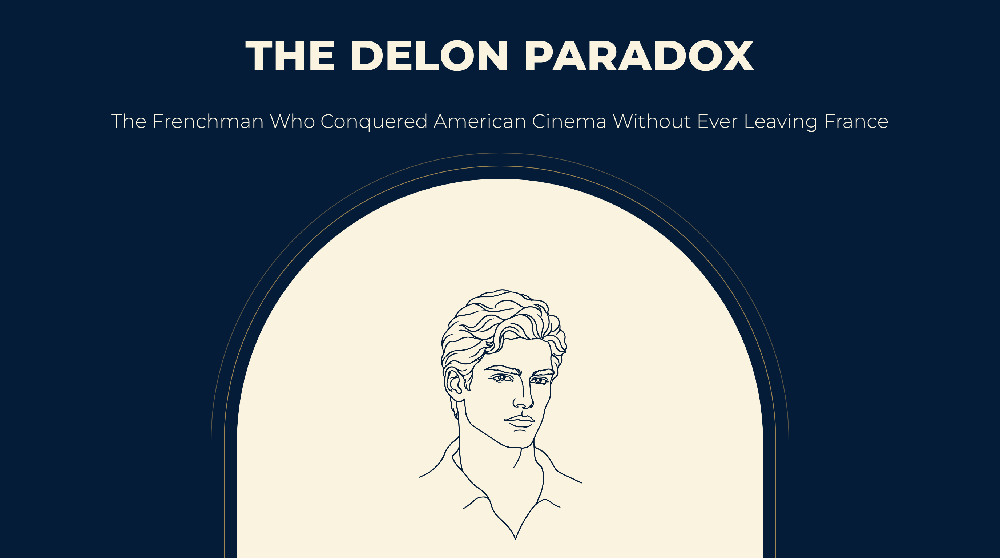 THE DELON PARADOX
The Frenchman Who Conquered American Cinema Without Ever Leaving France